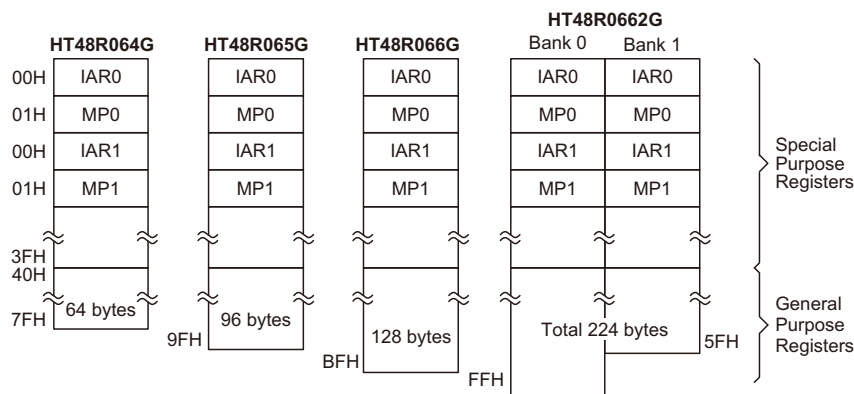 HT48R0662G
HT48R064G HT48R065G HT48R066G Bank 0 Bank 1
00H IAR0 IAR0 IAR0 IAR0 IAR0
01H MP0 MP0 MP0 MP0 MP0
00H IAR1 IAR1 IAR1 IAR1 IAR1
01H MP1 MP1 MP1 MP1 MP1
Special
Purpose
Registers
3FH
40H
7FH 64 bytes
9FH 96 bytes
BFH 128 bytes
FFH Total 224 bytes 5FH
General
Purpose
Registers